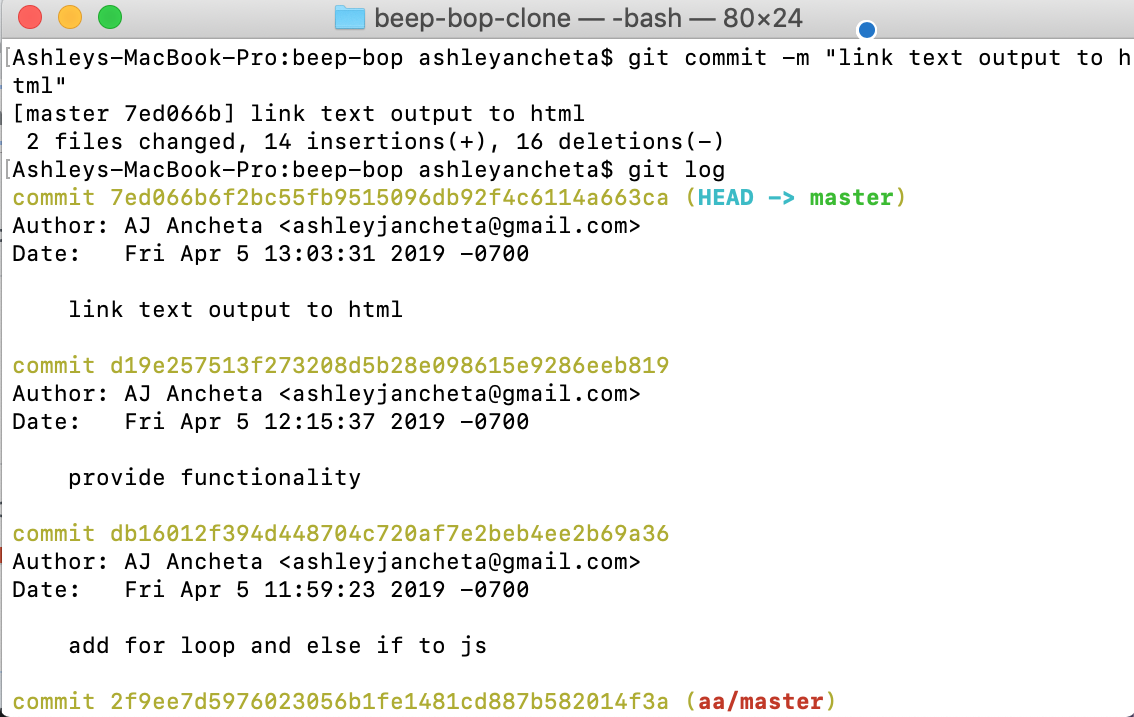 beep-bop-clone — -bash — 80×24
[Ashleys-MacBook-Pro:beep-bop ashleyancheta$ git commit -m "link text output to h
tml"
[master 7ed066b] link text output to html
 2 files changed, 14 insertions(+), 16 deletions(-)
[Ashleys-MacBook-Pro:beep-bop ashleyancheta$ git log
commit 7ed066b6f2bc55fb9515096db92f4c6114a663ca (HEAD -> master)
Author: AJ Ancheta <ashleyjancheta@gmail.com>
Date:   Fri Apr 5 13:03:31 2019 -0700
    link text output to html
commit d19e257513f273208d5b28e098615e9286eeb819
Author: AJ Ancheta <ashleyjancheta@gmail.com>
Date:   Fri Apr 5 12:15:37 2019 -0700
    provide functionality
commit db16012f394d448704c720af7e2beb4ee2b69a36
Author: AJ Ancheta <ashleyjancheta@gmail.com>
Date:   Fri Apr 5 11:59:23 2019 -0700
    add for loop and else if to js
commit 2f9ee7d5976023056b1fe1481cd887b582014f3a (aa/master)